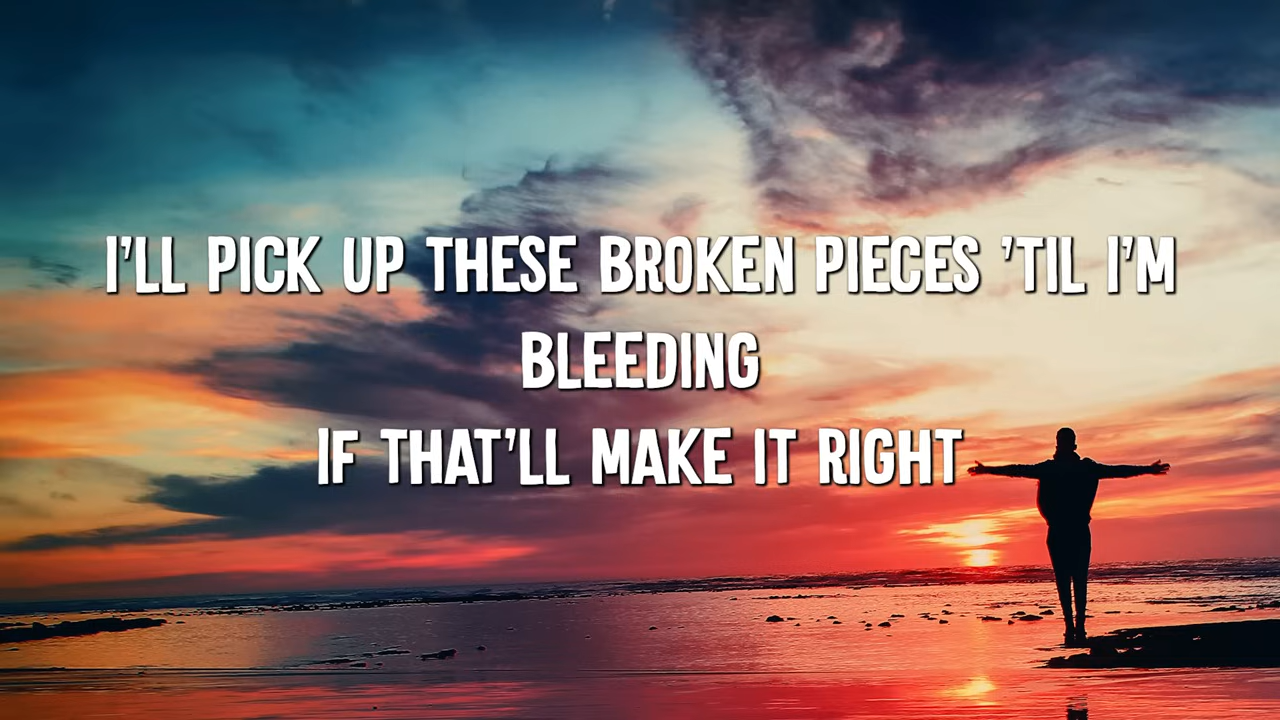 I'LL PICK UP THESE BROKEN PIECES 'TIL I'M
BLEEDING
IF THAT'LL MAKE IT RIGHT